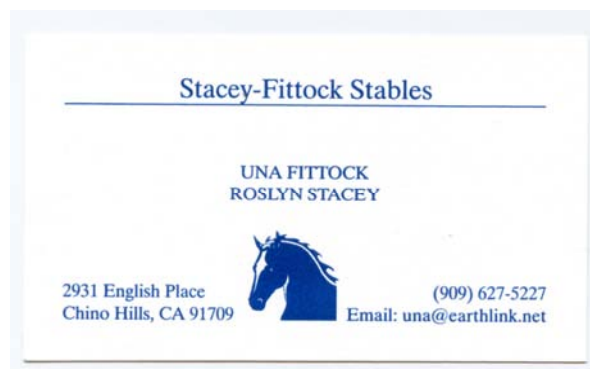 Stacey-Fittock Stables
UNA FITTOCK
ROSLYN STACEY
2931 English Place
Chino Hills, CA 91709
(909) 627-5227
Email: una@earthlink.net